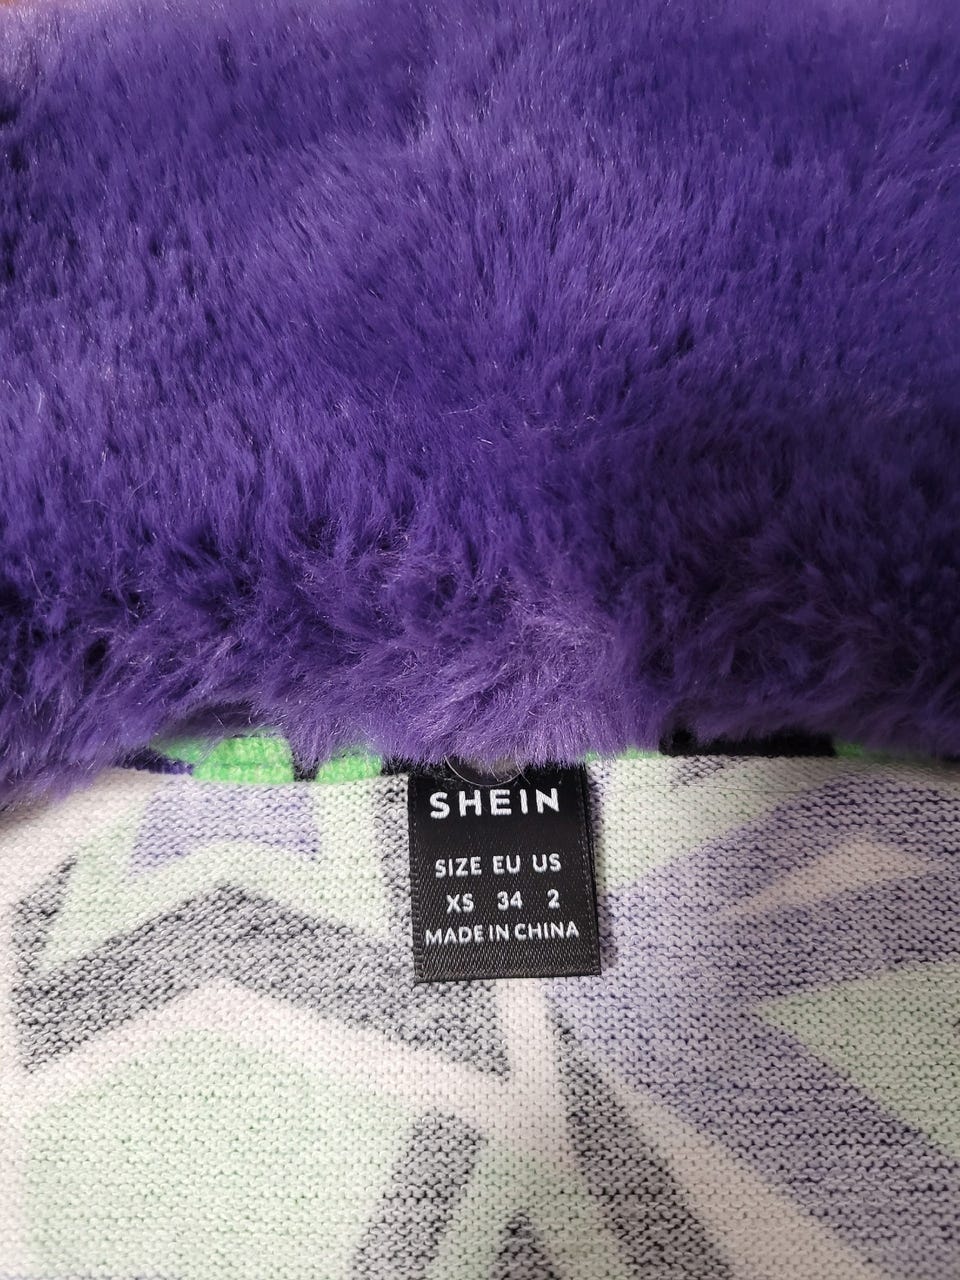 SHEIN
SIZE EU US
XS 34 2
MADE IN CHINA